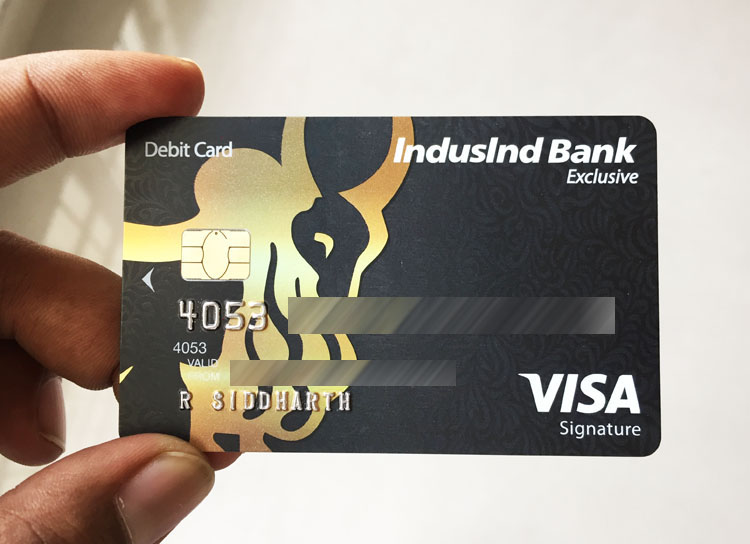 Debit Card
IndusInd Bank
Exclusive
4053
4053
VALID
FROM
R SIDDHARTH
VISA
Signature